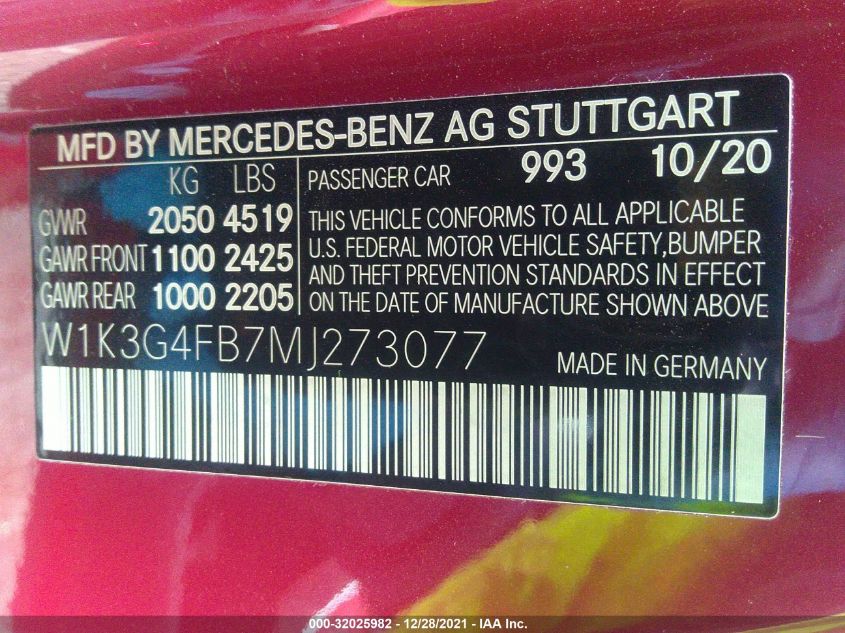 MFD BY MERCEDES-BENZ AG STUTTGART
KG LBS
GVWR 2050 4519
GAWR FRONT 1100 2425
GAWR REAR 1000 2205
PASSENGER CAR 993 10/20
THIS VEHICLE CONFORMS TO ALL APPLICABLE
U.S. FEDERAL MOTOR VEHICLE SAFETY,BUMPER
AND THEFT PREVENTION STANDARDS IN EFFECT
ON THE DATE OF MANUFACTURE SHOWN ABOVE
W1K3G4FB7MJ273077
MADE IN GERMANY
000-32025982 - 12/28/2021 - IAA Inc.